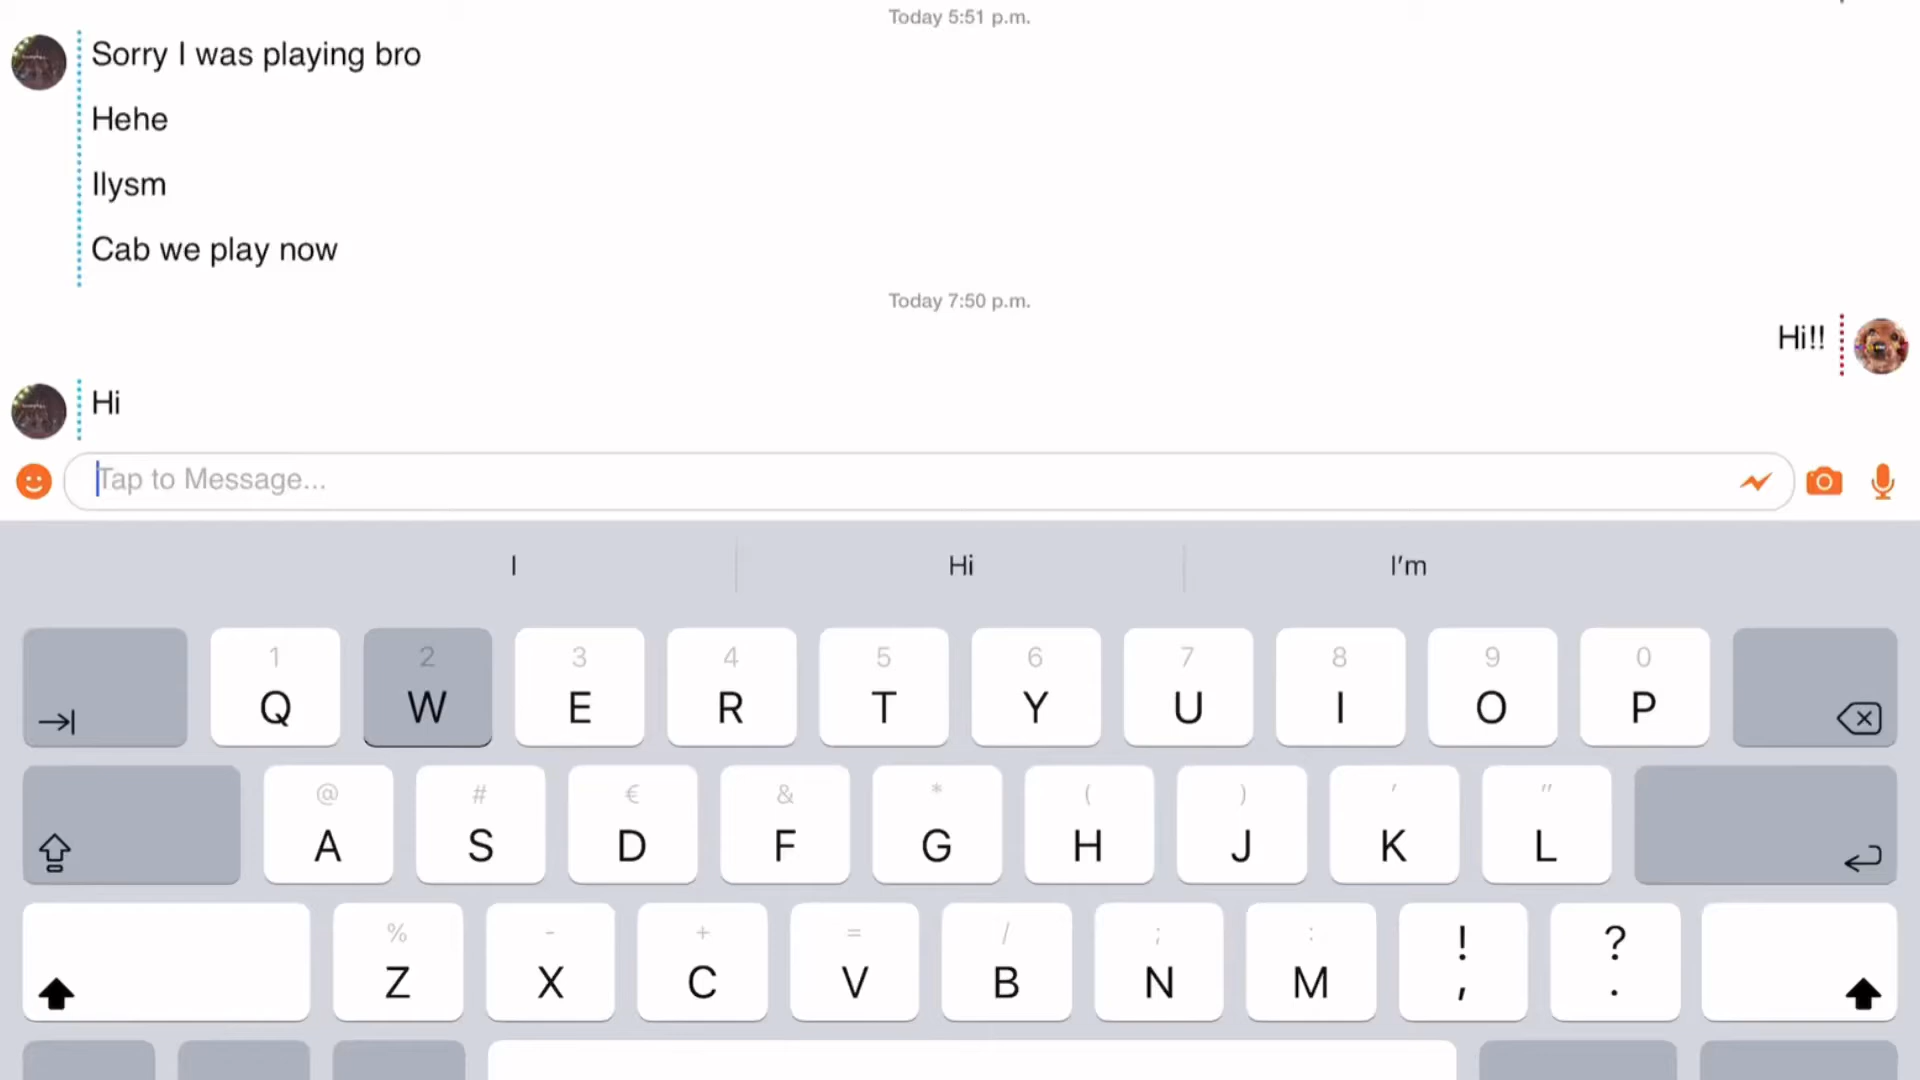 Today 5:51 p.m.
Sorry I was playing bro
Hehe
Ilysm
Cab we play now
Today 7:50 p.m.
Hi!!
Hi
Tap to Message...
I Hi I'm
1 2 3 4 5 6 7 8 9 0
Q W E R T Y U I O P
@ # € & * ( ) ' "
A S D F G H J K L
% - + = / ; : ! ?
Z X C V B N M , .